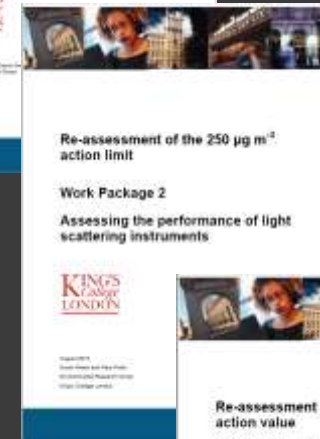 Re-assessment of the 250 µg m⁻³
action limit
Work Package 2
Assessing the performance of light
scattering instruments
KING'S
College
LONDON
Re-assessment
action value